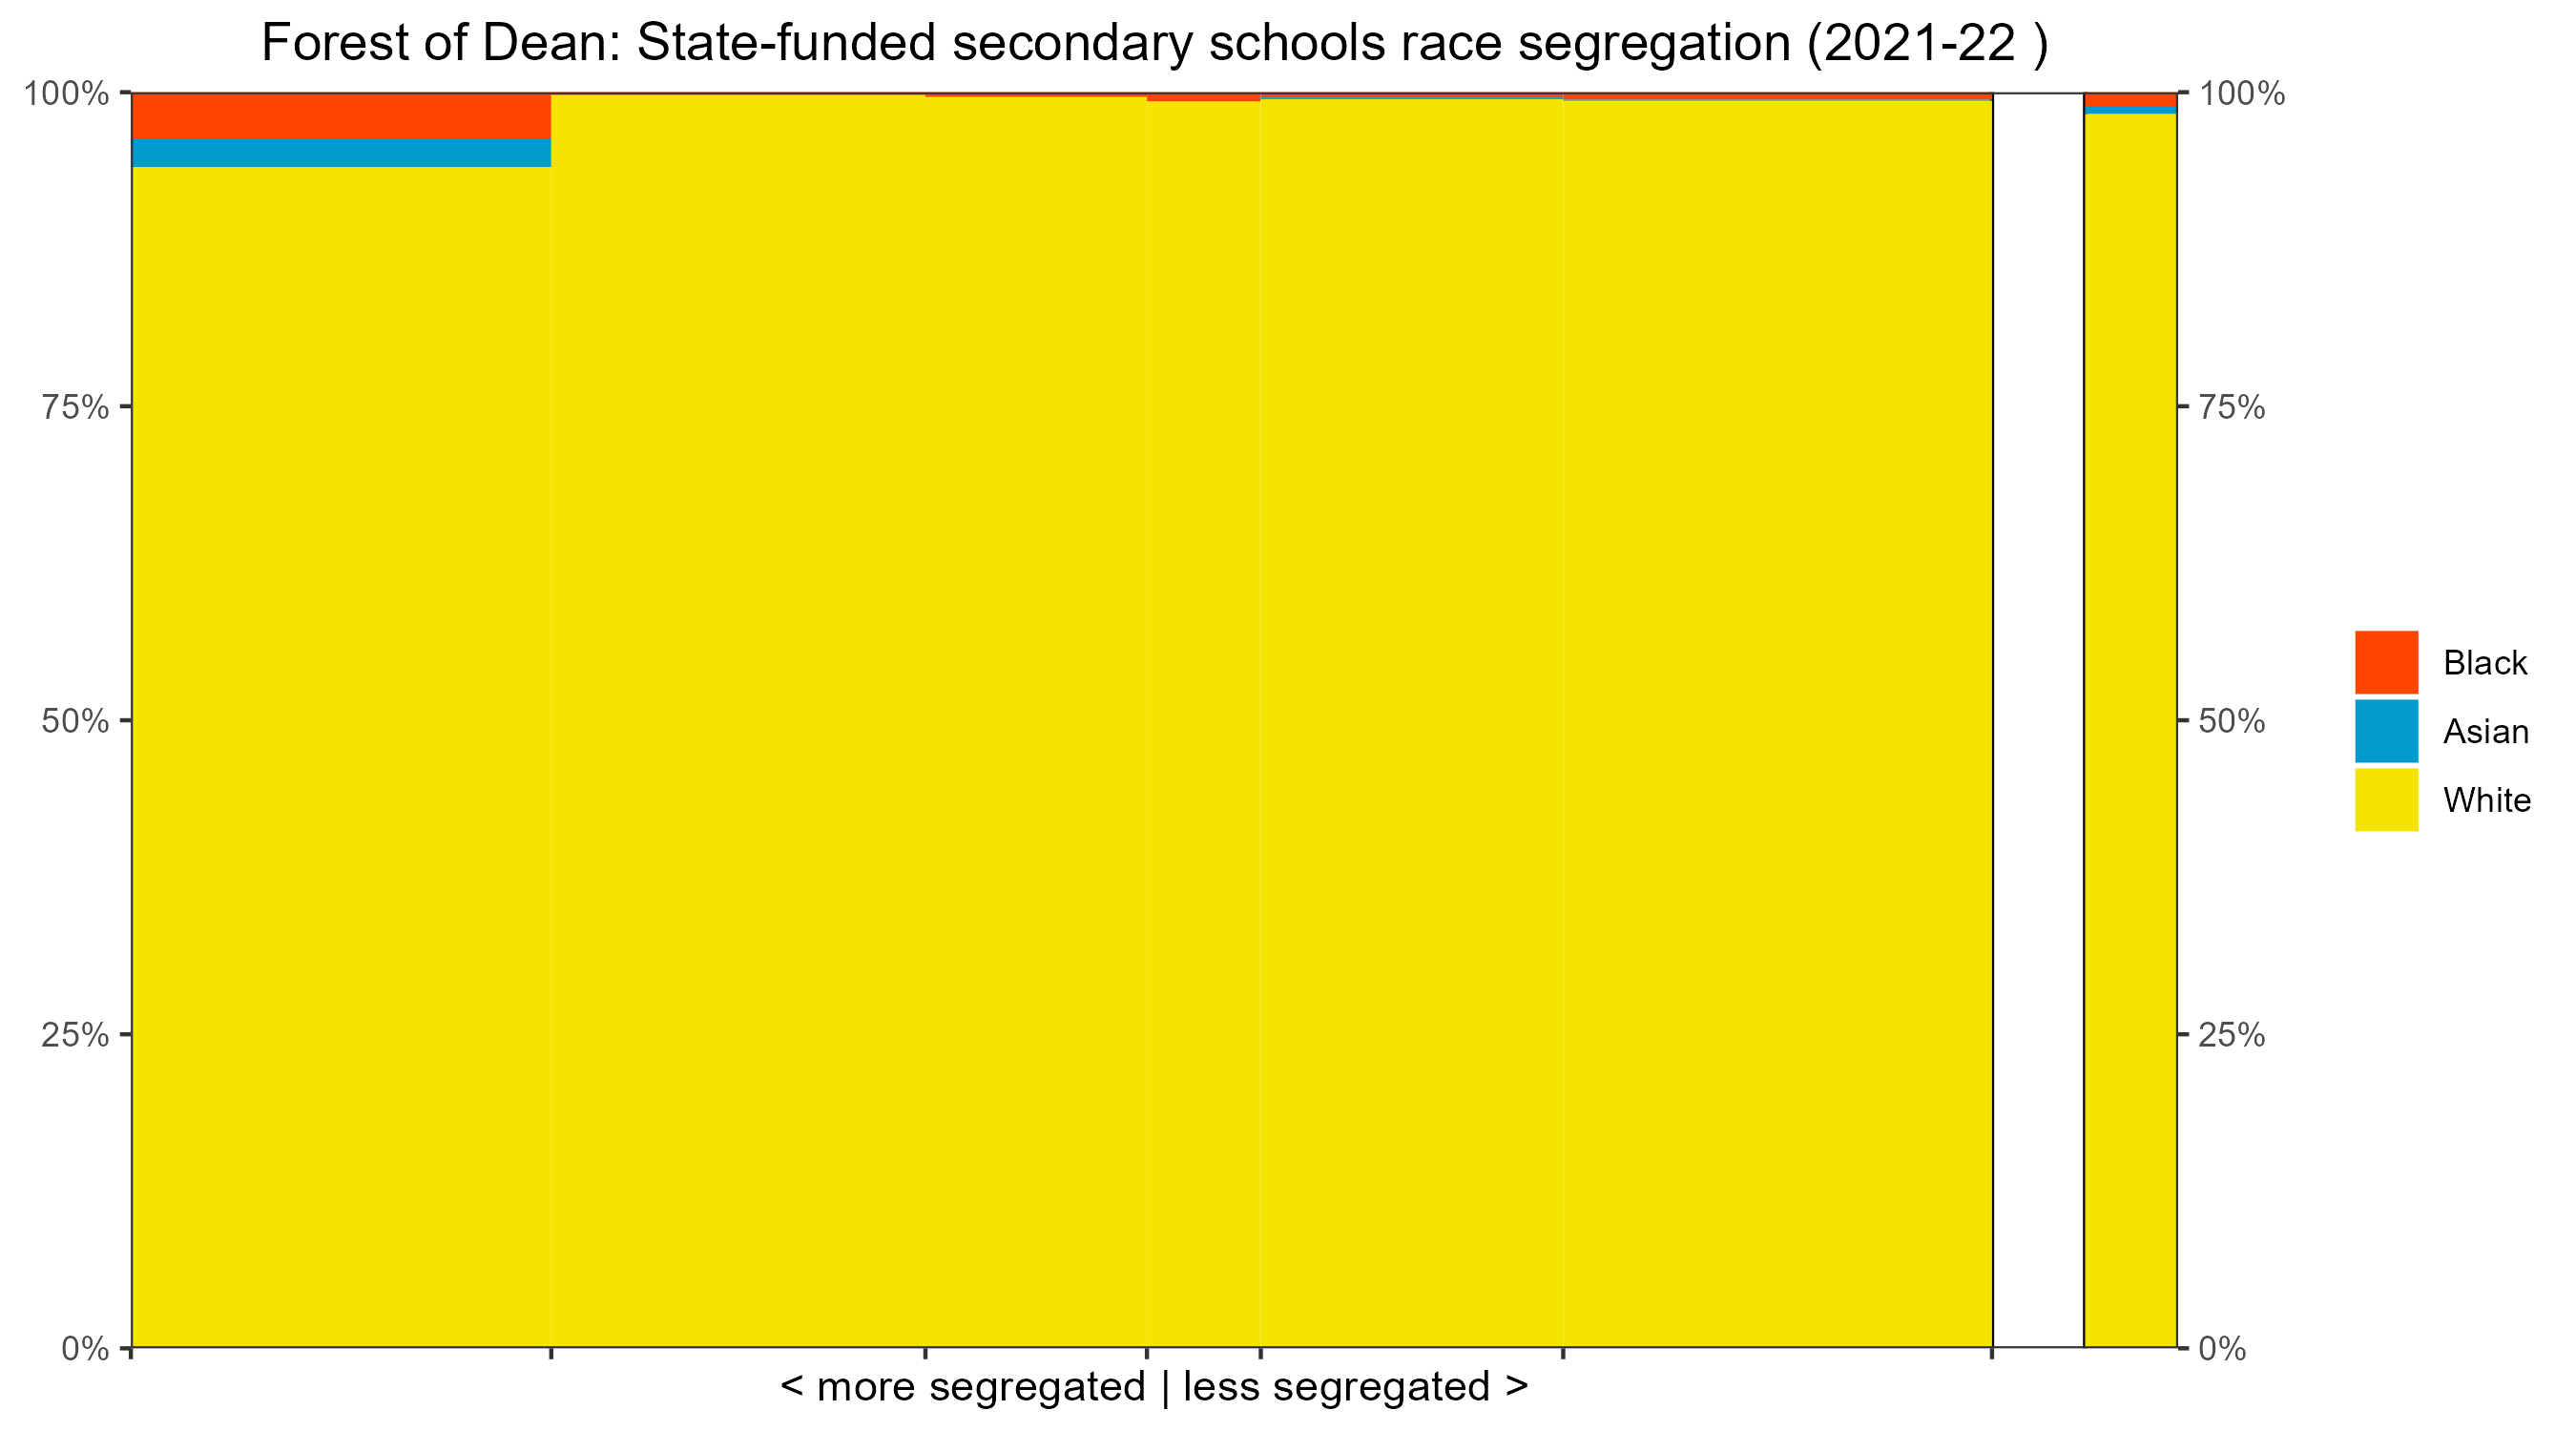 Forest of Dean: State-funded secondary schools race segregation (2021-22 )
100%
75%
50%
25%
0%
100%
75%
50%
25%
0%
Black
Asian
White
< more segregated | less segregated >